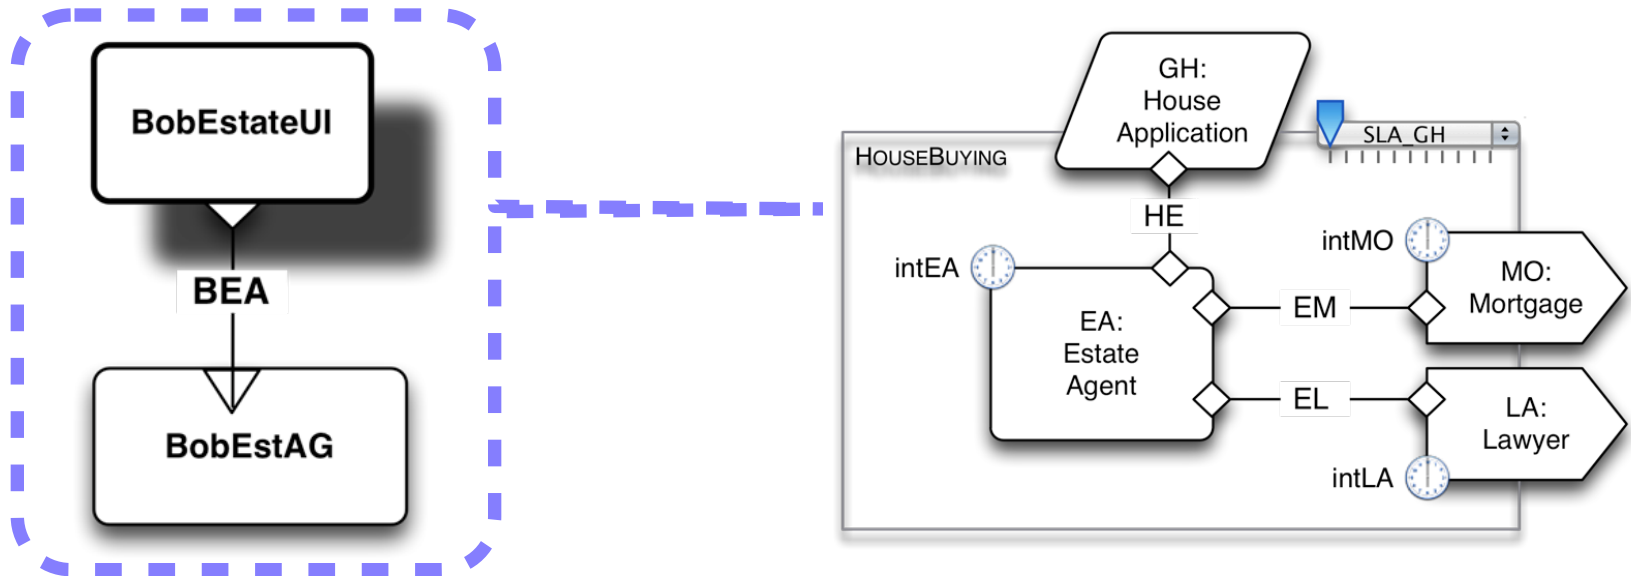 BobEstateUI
BEA
BobEstAG
GH:
House
Application
SLA_GH
HOUSEBUYING
HE
intEA
intMO
MO:
Mortgage
EM
EA:
Estate
Agent
EL
LA:
Lawyer
intLA